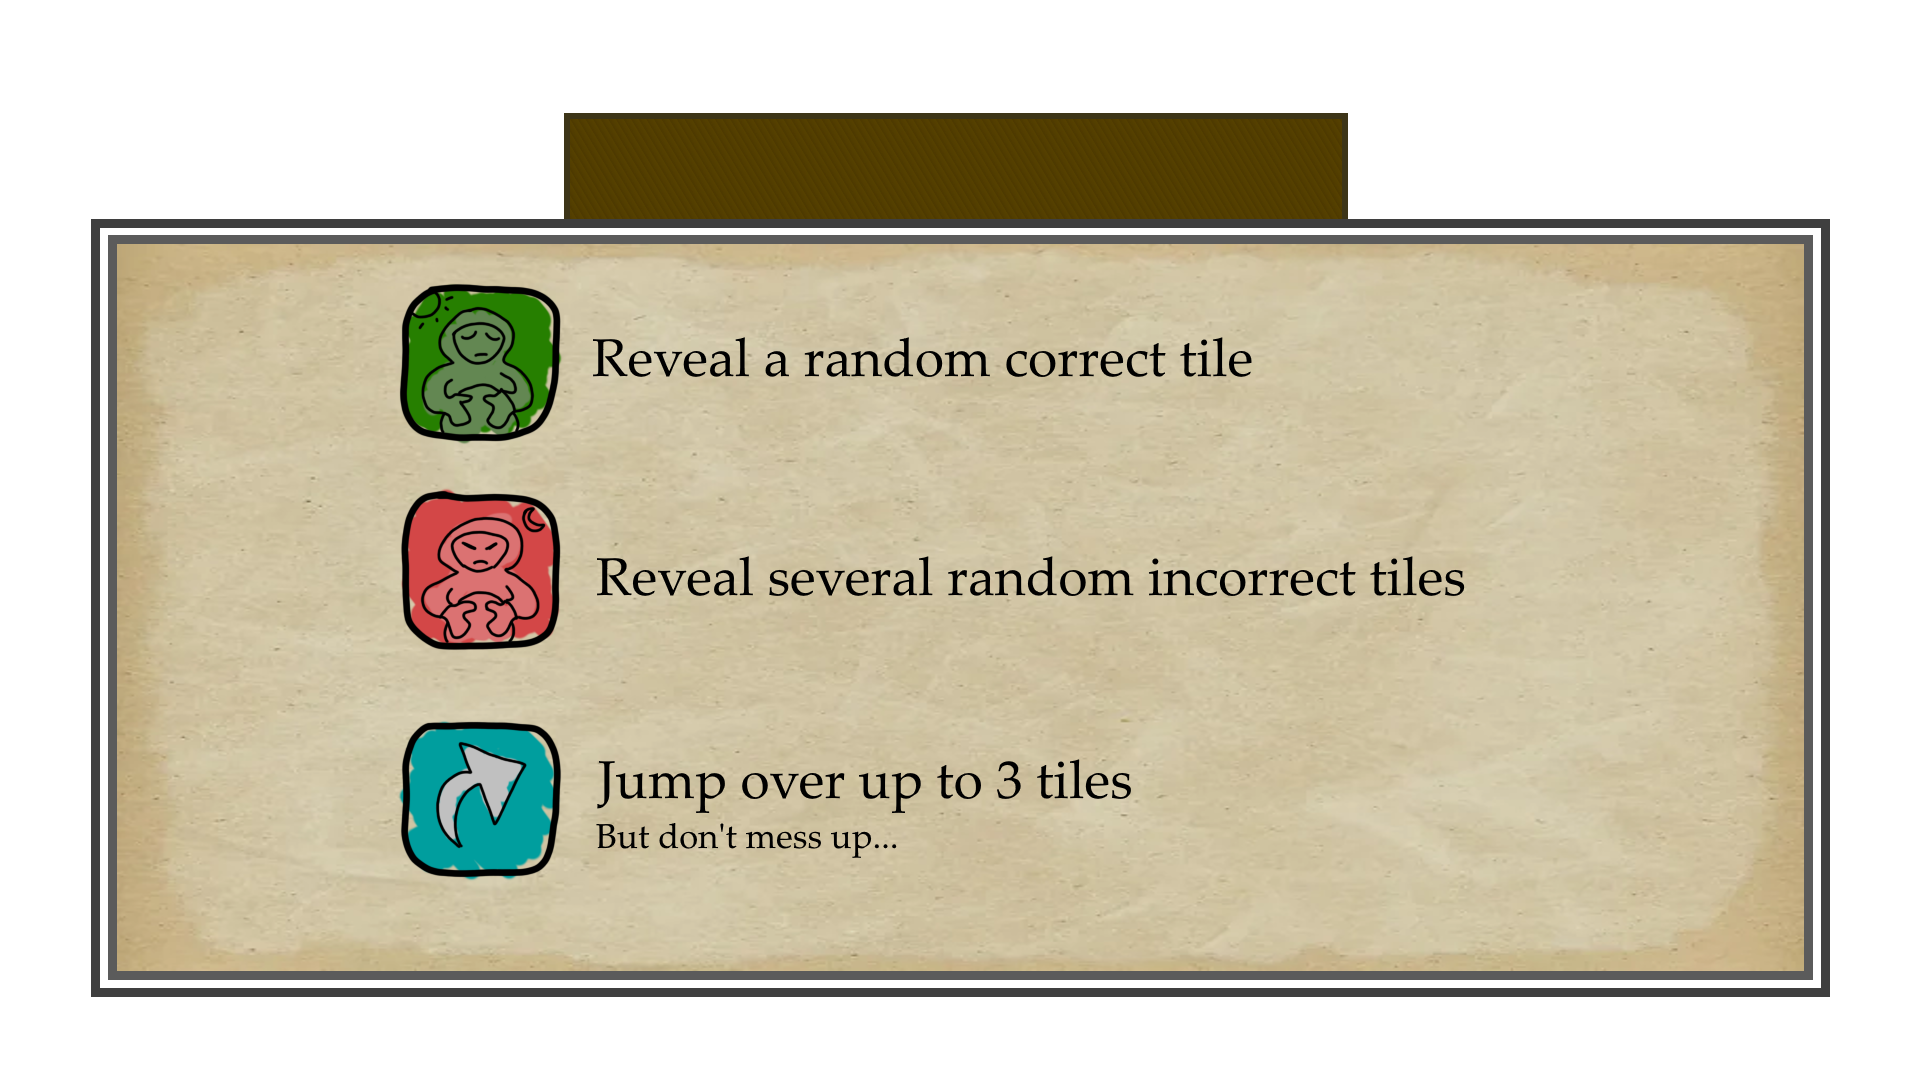 Reveal a random correct tile
Reveal several random incorrect tiles
Jump over up to 3 tiles
But don't mess up...